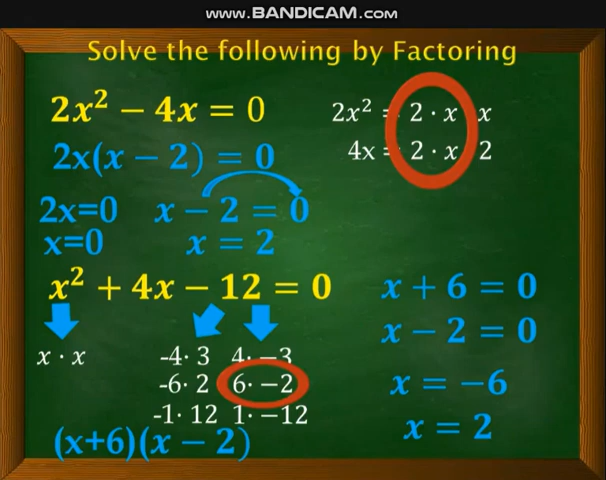 www.BANDICAM.com
Solve the following by Factoring
2x² − 4x = 0
2x² = 2 · x · x
4x = 2 · x · 2
2x(x − 2) = 0
2x=0 x − 2 = 0
x=0 x = 2
x² + 4x − 12 = 0
x + 6 = 0
x − 2 = 0
x · x
-4· 3 4· −3
-6· 2 6· −2
-1· 12 1· −12
x = −6
x = 2
(x+6)(x − 2)